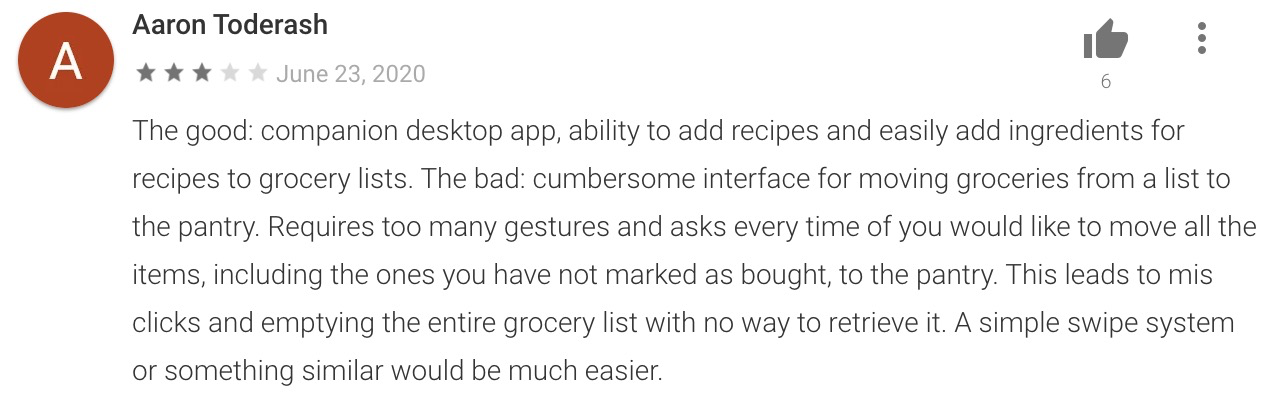 A
Aaron Toderash
June 23, 2020
6
The good: companion desktop app, ability to add recipes and easily add ingredients for
recipes to grocery lists. The bad: cumbersome interface for moving groceries from a list to
the pantry. Requires too many gestures and asks every time of you would like to move all the
items, including the ones you have not marked as bought, to the pantry. This leads to mis
clicks and emptying the entire grocery list with no way to retrieve it. A simple swipe system
or something similar would be much easier.